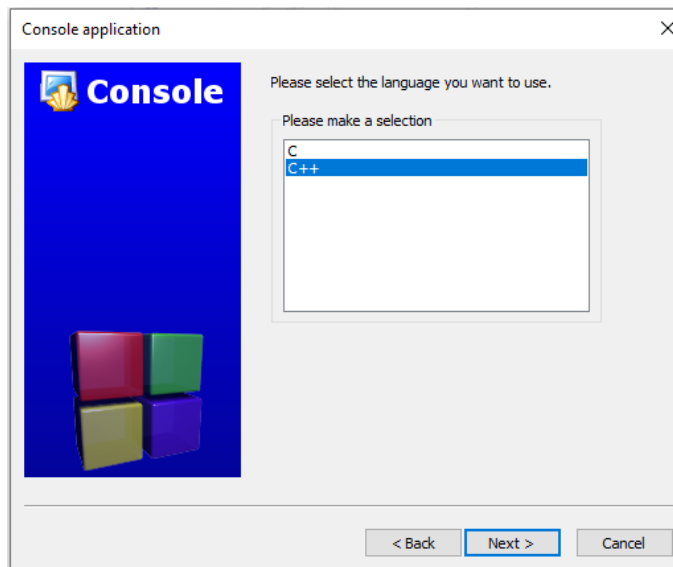 Console application
Console
Please select the language you want to use.
Please make a selection
C
C++
< Back
Next >
Cancel